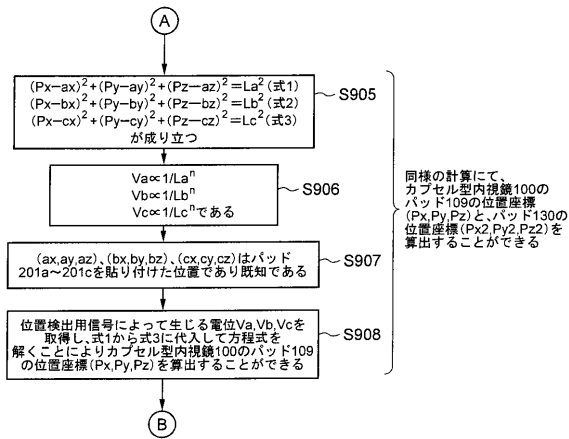 A
(Px−ax)²+(Py−ay)²+(Pz−az)²=La²(式1)
(Px−bx)²+(Py−by)²+(Pz−bz)²=Lb²(式2)
(Px−cx)²+(Py−cy)²+(Pz−cz)²=Lc²(式3)
が成り立つ
S905
Va∝1/Laⁿ
Vb∝1/Lbⁿ
Vc∝1/Lcⁿである
S906
(ax,ay,az)、(bx,by,bz)、(cx,cy,cz)はパッド
201a〜201cを貼り付けた位置であり既知である
S907
位置検出用信号によって生じる電位Va,Vb,Vcを
取得し、式1から式3に代入して方程式を
解くことによりカプセル型内視鏡100のパッド109
の位置座標(Px,Py,Pz)を算出することができる
S908
B
同様の計算にて、
カプセル型内視鏡100の
パッド109の位置座標
(Px,Py,Pz)と、パッド130の
位置座標(Px2,Py2,Pz2)を
算出することができる